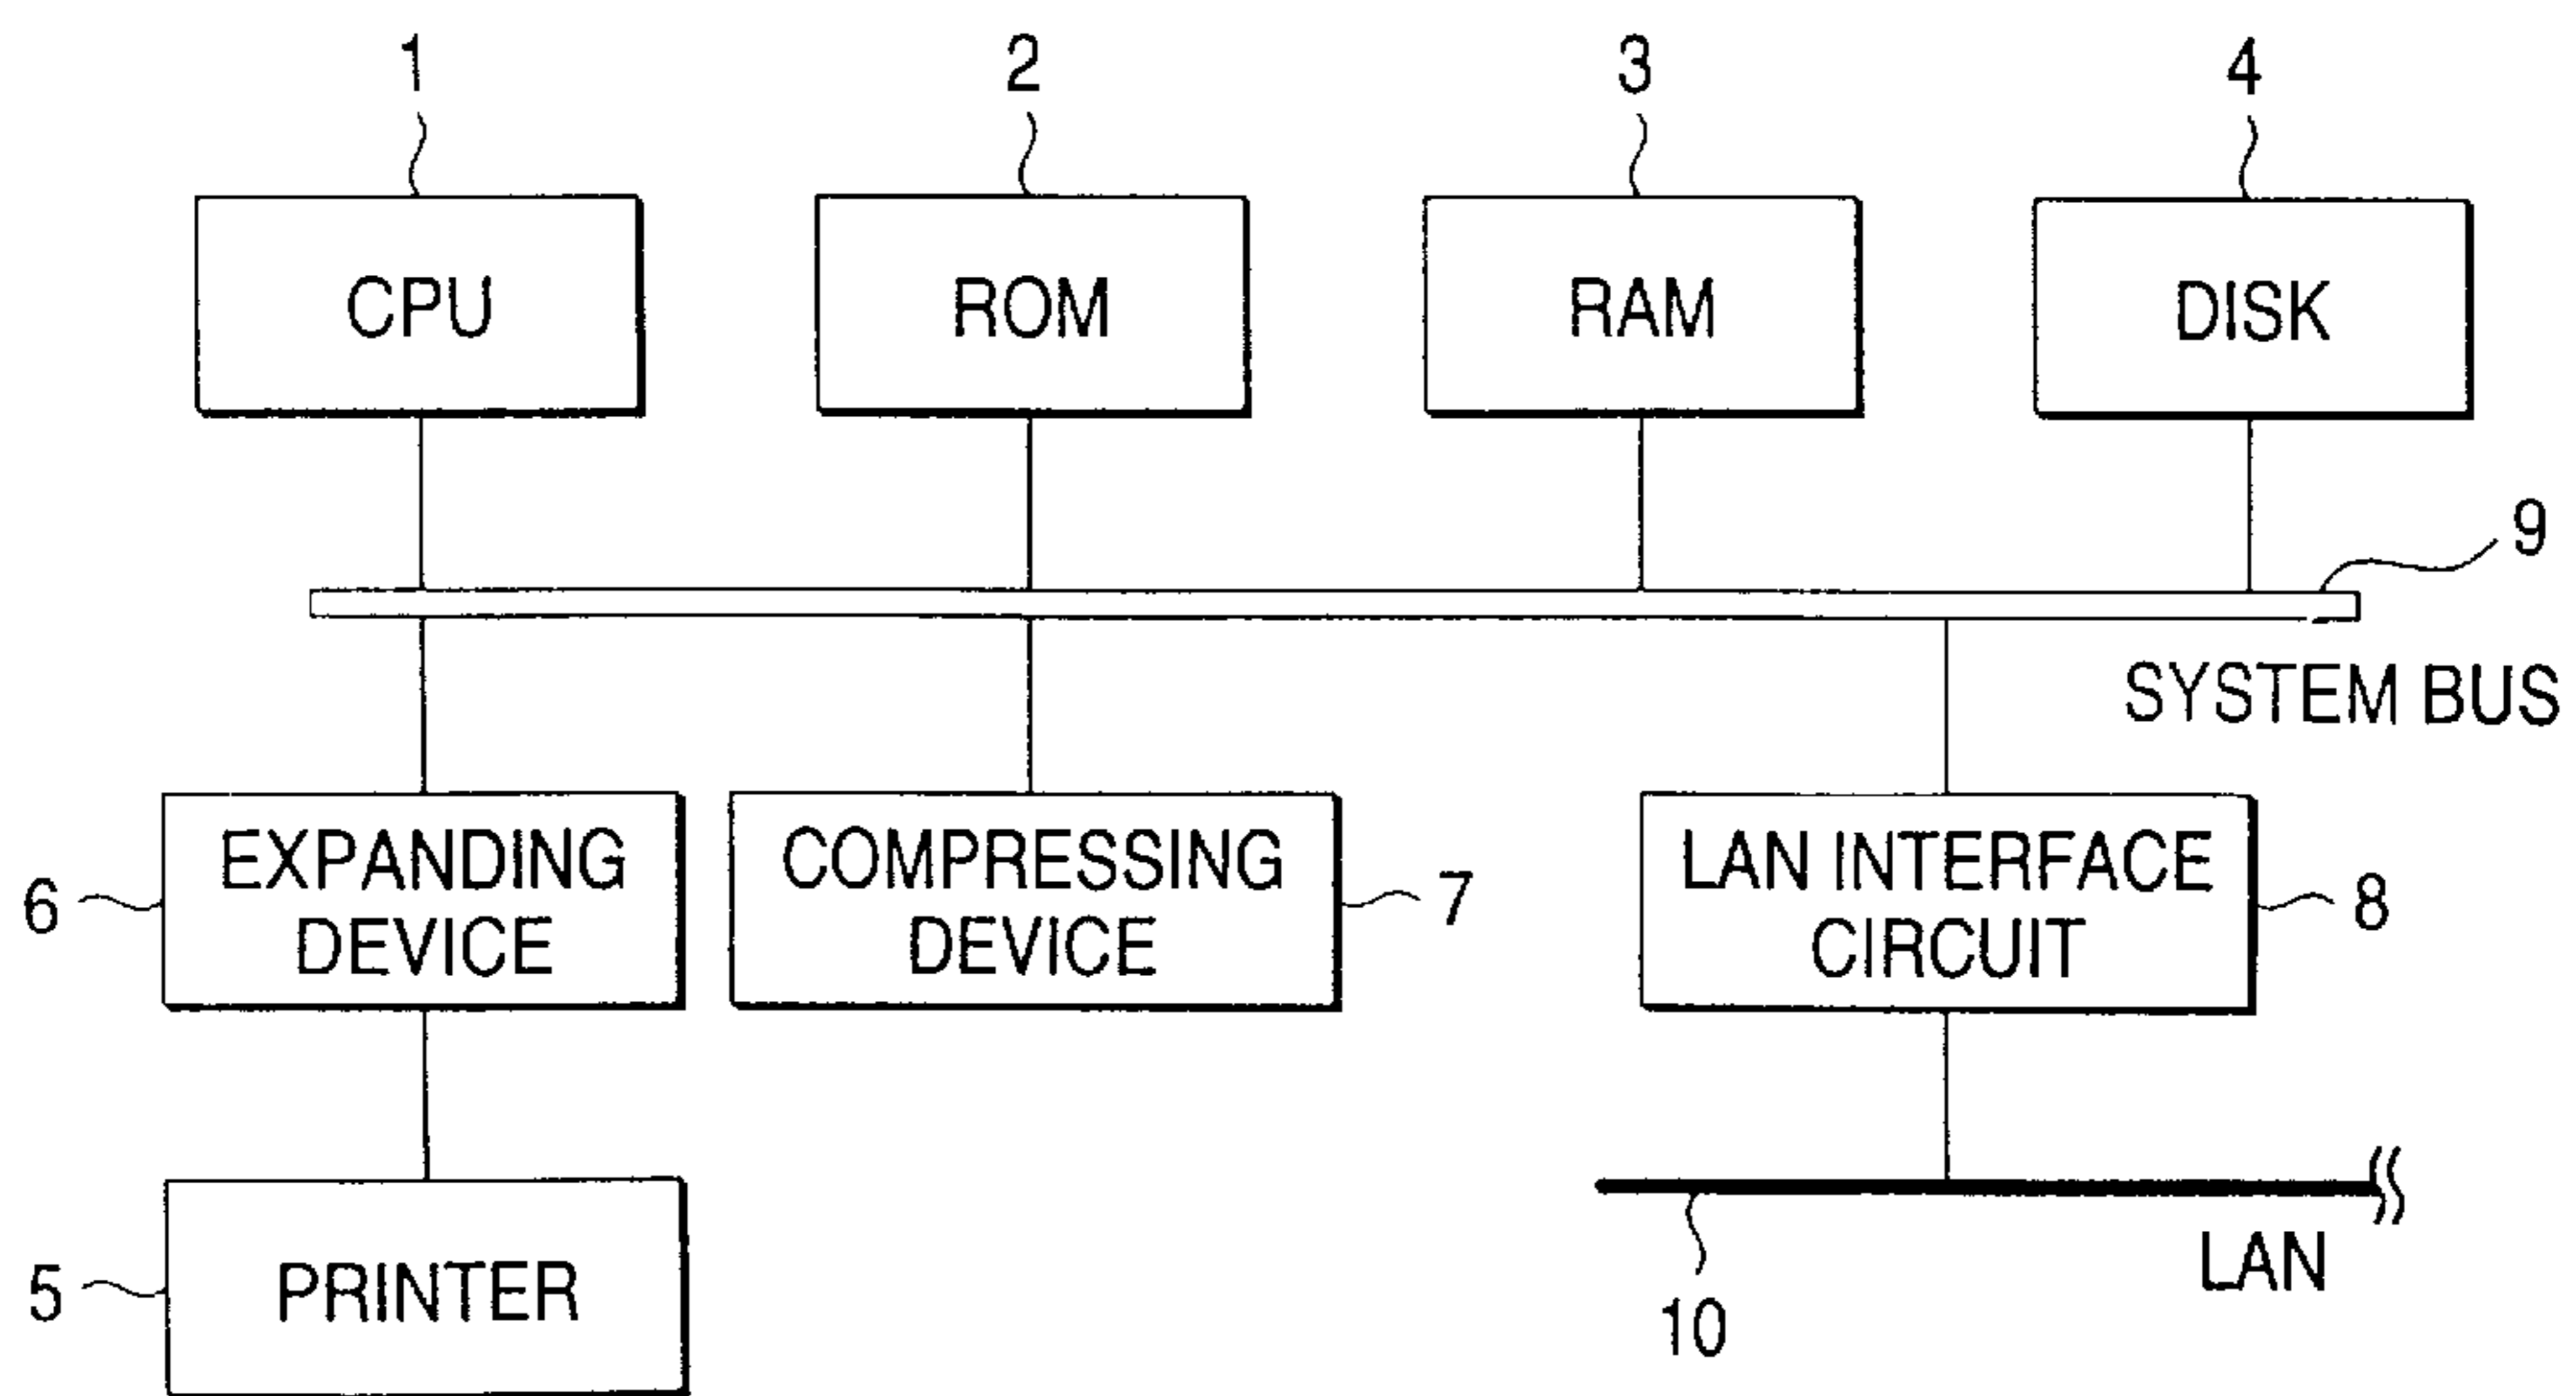 1
2
3
4
CPU
ROM
RAM
DISK
9
SYSTEM BUS
6
EXPANDING
DEVICE
COMPRESSING
DEVICE
7
LAN INTERFACE
CIRCUIT
8
5
PRINTER
10
LAN